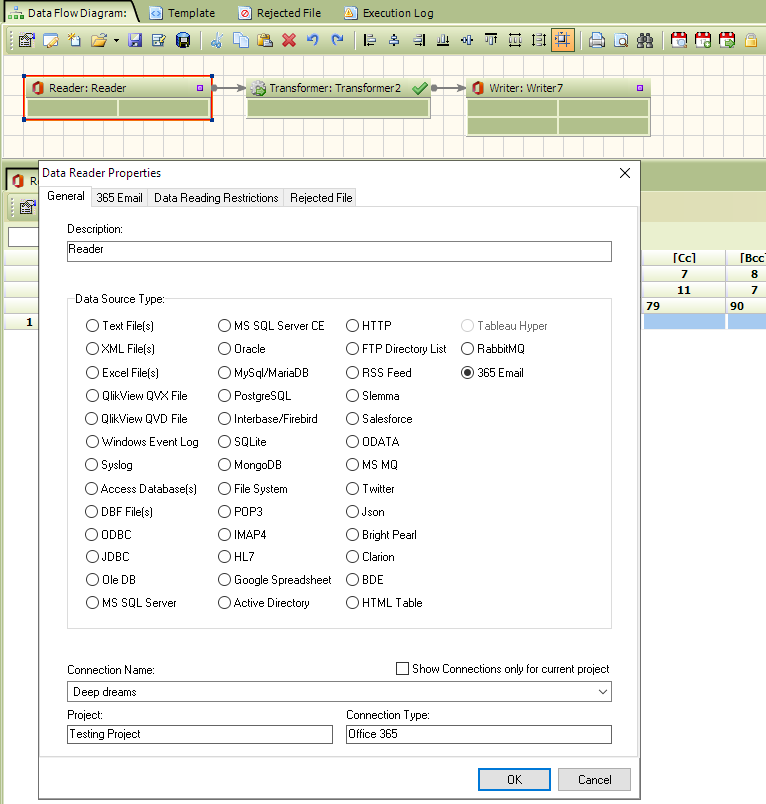 Data Flow Diagram:
Template
Rejected File
Execution Log
Reader: Reader
Transformer: Transformer2
Writer: Writer7
Data Reader Properties
General
365 Email
Data Reading Restrictions
Rejected File
Description:
Reader
Data Source Type:
Text File(s)
XML File(s)
Excel File(s)
QlikView QVX File
QlikView QVD File
Windows Event Log
Syslog
Access Database(s)
DBF File(s)
ODBC
JDBC
Ole DB
MS SQL Server
MS SQL Server CE
Oracle
MySql/MariaDB
PostgreSQL
Interbase/Firebird
SQLite
MongoDB
File System
POP3
IMAP4
HL7
Google Spreadsheet
Active Directory
HTTP
FTP Directory List
RSS Feed
Slemma
Salesforce
ODATA
MS MQ
Twitter
Json
Bright Pearl
Clarion
BDE
HTML Table
Tableau Hyper
RabbitMQ
365 Email
Connection Name:
Show Connections only for current project
Deep dreams
Project:
Connection Type:
Testing Project
Office 365
OK
Cancel
[Cc]
[Bcc]
7
8
11
7
79
90
1